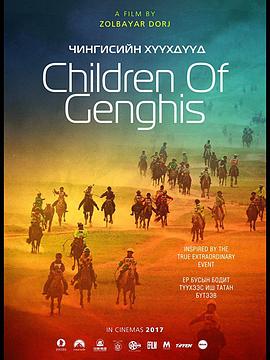 A FILM BY
ZOLBAYAR DORJ
ЧИНГИСИЙН ХҮҮХДҮҮД
Children Of
Genghis
INSPIRED BY THE
TRUE EXTRAORDINARY
EVENT
ЕР БУСЫН БОДИТ
ТҮҮХЭЭС ИШ ТАТАН
БҮТЭЭВ
IN CINEMAS 2017
TIFFEN